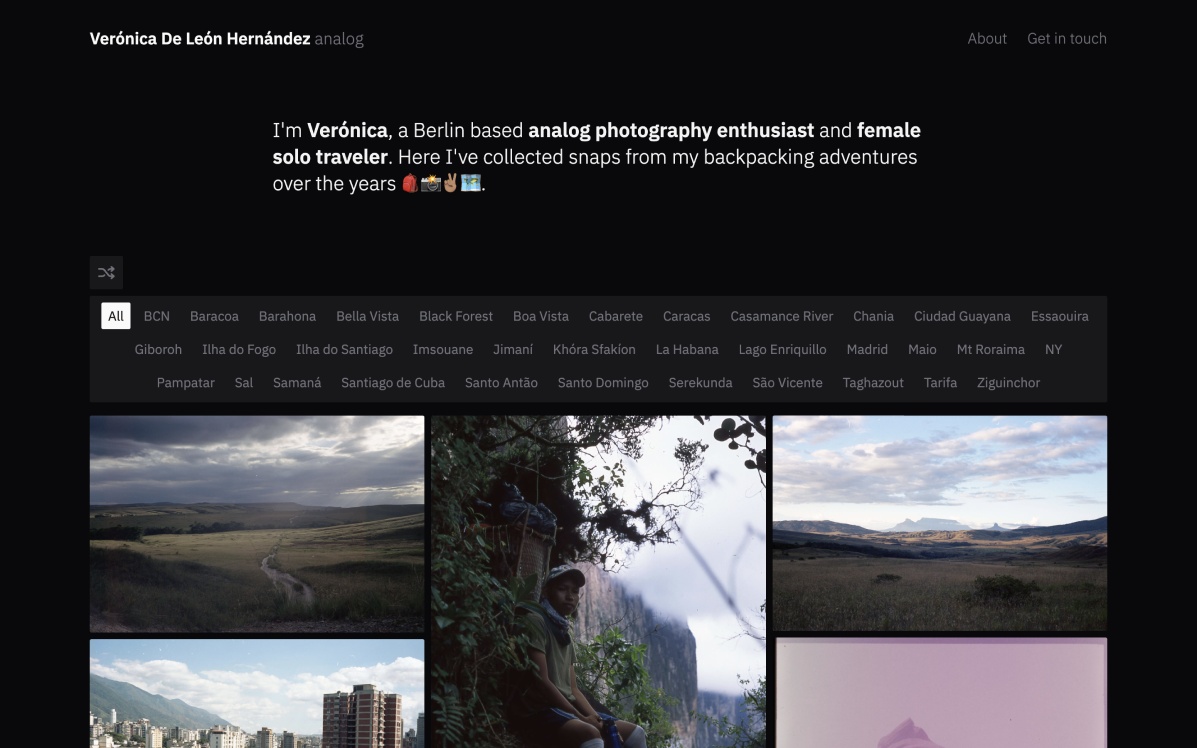 Verónica De León Hernández analog
About Get in touch
I'm Verónica, a Berlin based analog photography enthusiast and female
solo traveler. Here I've collected snaps from my backpacking adventures
over the years 🎒📸✌🏽🗺️.
All BCN Baracoa Barahona Bella Vista Black Forest Boa Vista Cabarete Caracas Casamance River Chania Ciudad Guayana Essaouira
Giboroh Ilha do Fogo Ilha do Santiago Imsouane Jimaní Khóra Sfakíon La Habana Lago Enriquillo Madrid Maio Mt Roraima NY
Pampatar Sal Samaná Santiago de Cuba Santo Antão Santo Domingo Serekunda São Vicente Taghazout Tarifa Ziguinchor